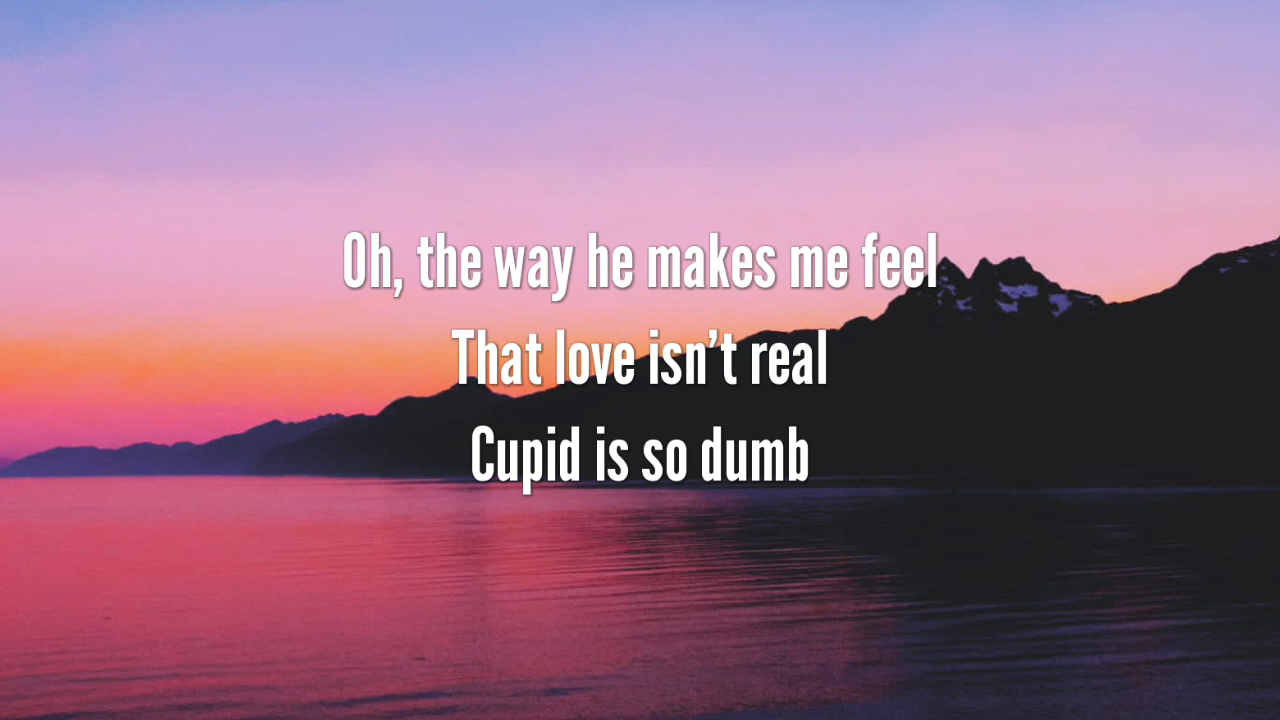 Oh, the way he makes me feel
That love isn’t real
Cupid is so dumb